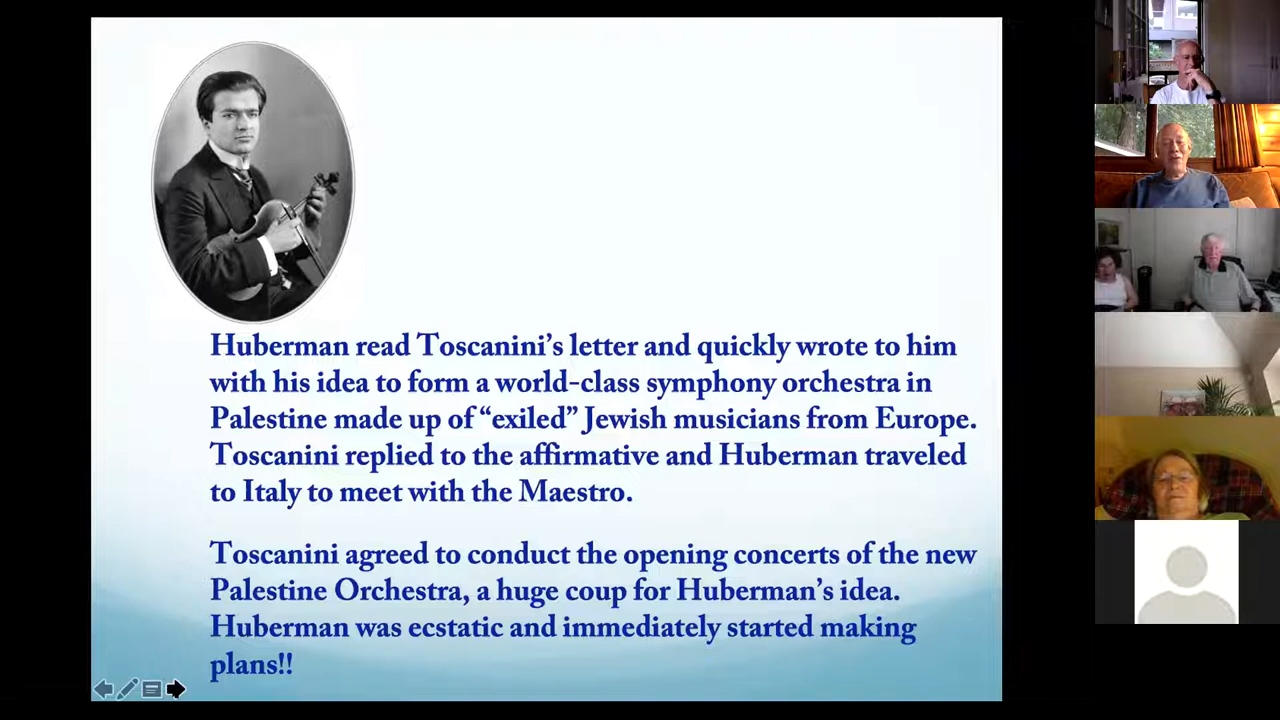 Huberman read Toscanini’s letter and quickly wrote to him
with his idea to form a world-class symphony orchestra in
Palestine made up of “exiled” Jewish musicians from Europe.
Toscanini replied to the affirmative and Huberman traveled
to Italy to meet with the Maestro.
Toscanini agreed to conduct the opening concerts of the new
Palestine Orchestra, a huge coup for Huberman’s idea.
Huberman was ecstatic and immediately started making
plans!!